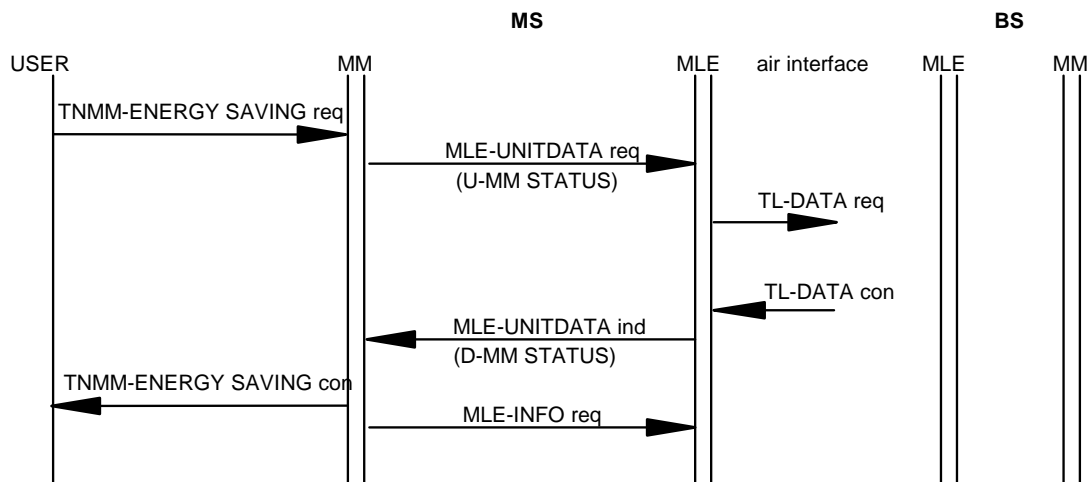 MS BS
USER MM MLE air interface MLE MM
TNMM-ENERGY SAVING req
MLE-UNITDATA req
(U-MM STATUS)
TL-DATA req
TL-DATA con
MLE-UNITDATA ind
(D-MM STATUS)
TNMM-ENERGY SAVING con
MLE-INFO req